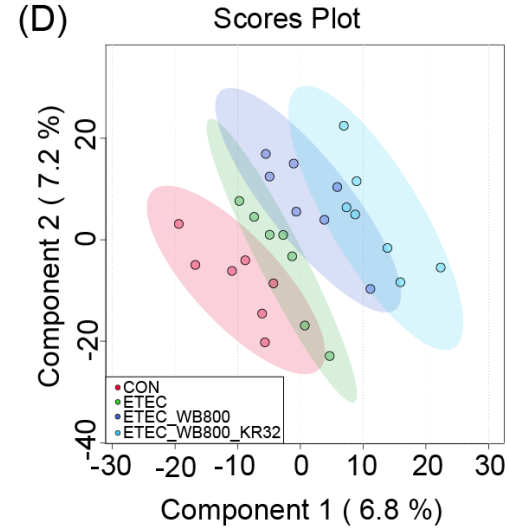 (D)
Scores Plot
Component 2 ( 7.2 %)
20
0
-20
-40
CON
ETEC
ETEC_WB800
ETEC_WB800_KR32
-30 -20 -10 0 10 20 30
Component 1 ( 6.8 %)